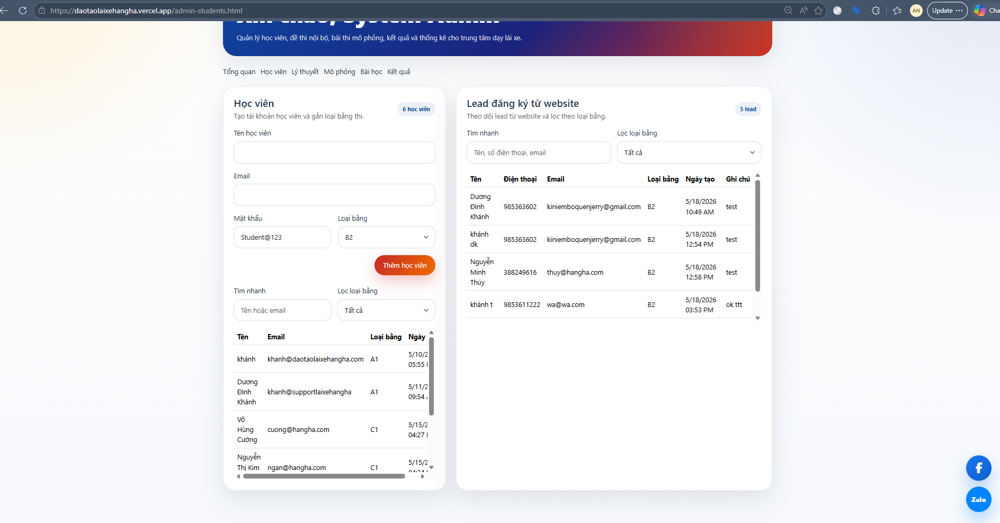 https://daotaolaixehangha.vercel.app/admin-students.html
AN
Update
Cha
Xin chào, System Admin
Quản lý học viên, đề thi nội bộ, bài thi mô phỏng, kết quả và thống kê cho trung tâm dạy lái xe.
Tổng quan Học viên Lý thuyết Mô phỏng Bài học Kết quả
Học viên
6 học viên
Tạo tài khoản học viên và gắn loại bằng thi.
Tên học viên
Email
Mật khẩu Loại bằng
Student@123 B2
Thêm học viên
Tìm nhanh Lọc loại bằng
Tên hoặc email Tất cả
Tên Email Loại bằng Ngày
khánh khanh@daotaolaixehangha.com A1 5/10/2
05:55
Dương
Đình
Khánh
khanh@supportlaixehangha A1 5/11/2
09:54
Võ
Hùng
Cường
cuong@hangha.com C1 5/15/2
04:27
Nguyễn
Thị Kim
ngan@hangha.com C1 5/15/2
Lead đăng ký từ website
5 lead
Theo dõi lead từ website và lọc theo loại bằng.
Tìm nhanh Lọc loại bằng
Tên, số điện thoại, email Tất cả
Tên Điện thoại Email Loại bằng Ngày tạo Ghi chú
Dương
Đình
Khánh
985363602 kiniemboquenjerry@gmail.com B2 5/18/2026
10:49 AM
test
khánh
dk
985363602 kiniemboquenjerry@gmail.com B2 5/18/2026
12:54 PM
test
Nguyễn
Minh
Thúy
388249616 thuy@hangha.com B2 5/18/2026
12:58 PM
test
khánh t 9853611222 wa@wa.com B2 5/18/2026
03:53 PM
ok ttt
Zalo